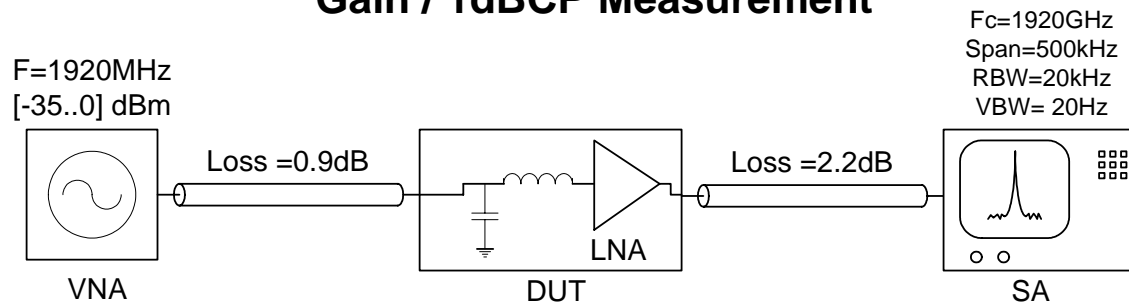 Gain / 1dBCP Measurement
Fc=1920GHz
Span=500kHz
RBW=20kHz
VBW= 20Hz
F=1920MHz
[-35..0] dBm
Loss =0.9dB
Loss =2.2dB
LNA
VNA
DUT
SA